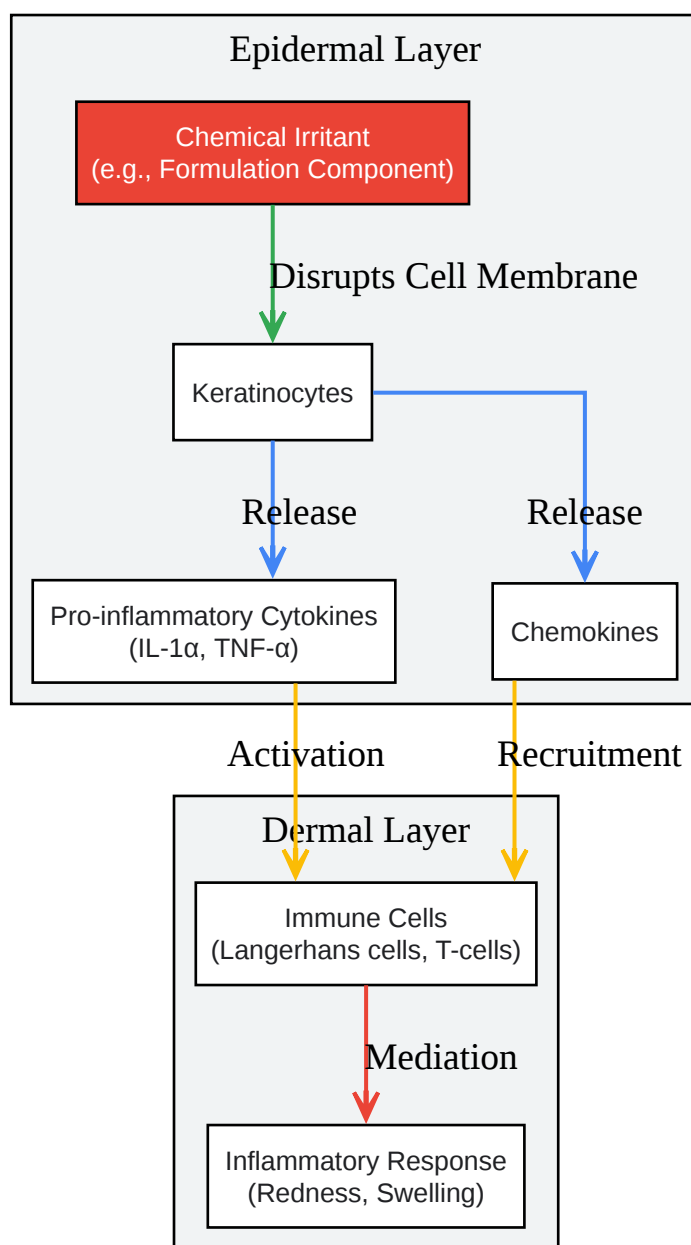 Epidermal Layer
Chemical Irritant
(e.g., Formulation Component)
Disrupts Cell Membrane
Keratinocytes
Release
Release
Pro-inflammatory Cytokines
(IL-1α, TNF-α)
Chemokines
Activation
Recruitment
Dermal Layer
Immune Cells
(Langerhans cells, T-cells)
Mediation
Inflammatory Response
(Redness, Swelling)